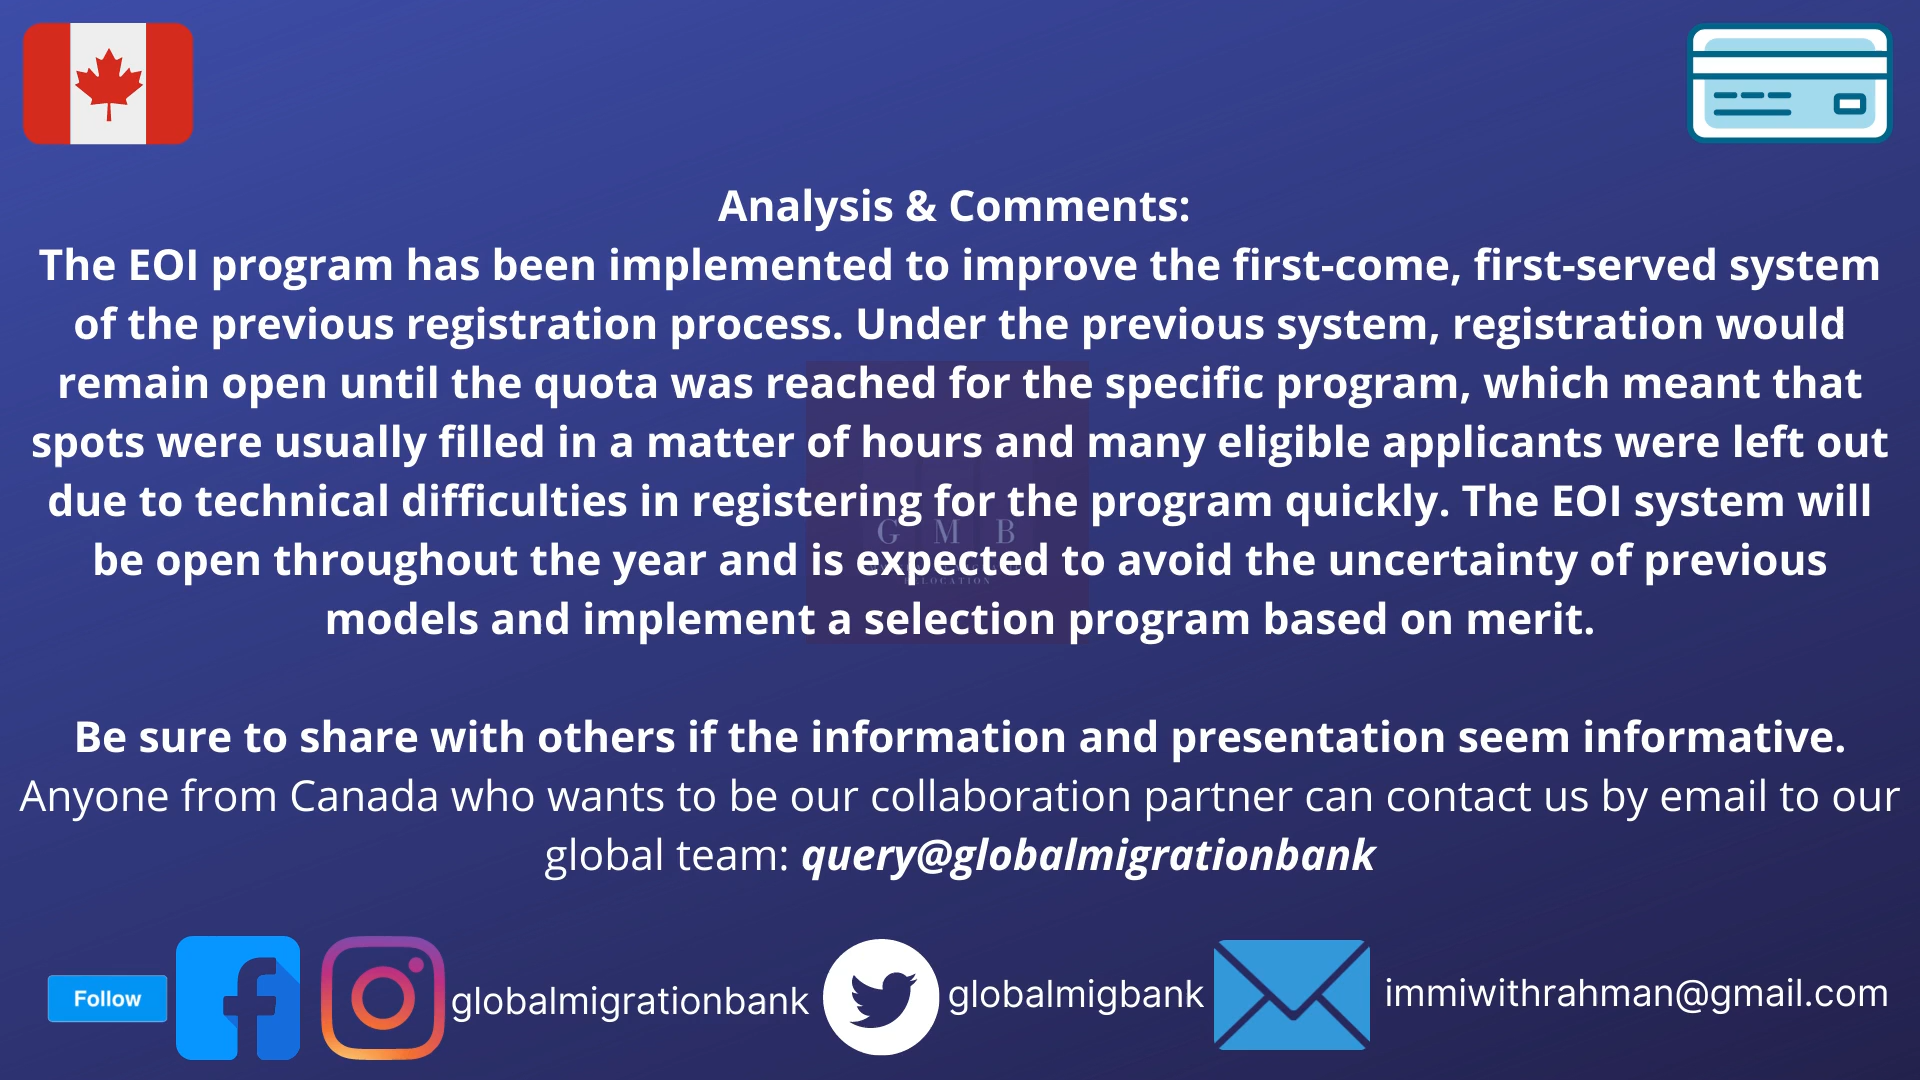 Analysis & Comments:
The EOI program has been implemented to improve the first-come, first-served system
of the previous registration process. Under the previous system, registration would
remain open until the quota was reached for the specific program, which meant that
spots were usually filled in a matter of hours and many eligible applicants were left out
due to technical difficulties in registering for the program quickly. The EOI system will
G M B
be open throughout the year and is expected to avoid the uncertainty of previous
models and implement a selection program based on merit.
Be sure to share with others if the information and presentation seem informative.
Anyone from Canada who wants to be our collaboration partner can contact us by email to our
global team: query@globalmigrationbank
Follow
globalmigrationbank
globalmigbank
immiwithrahman@gmail.com